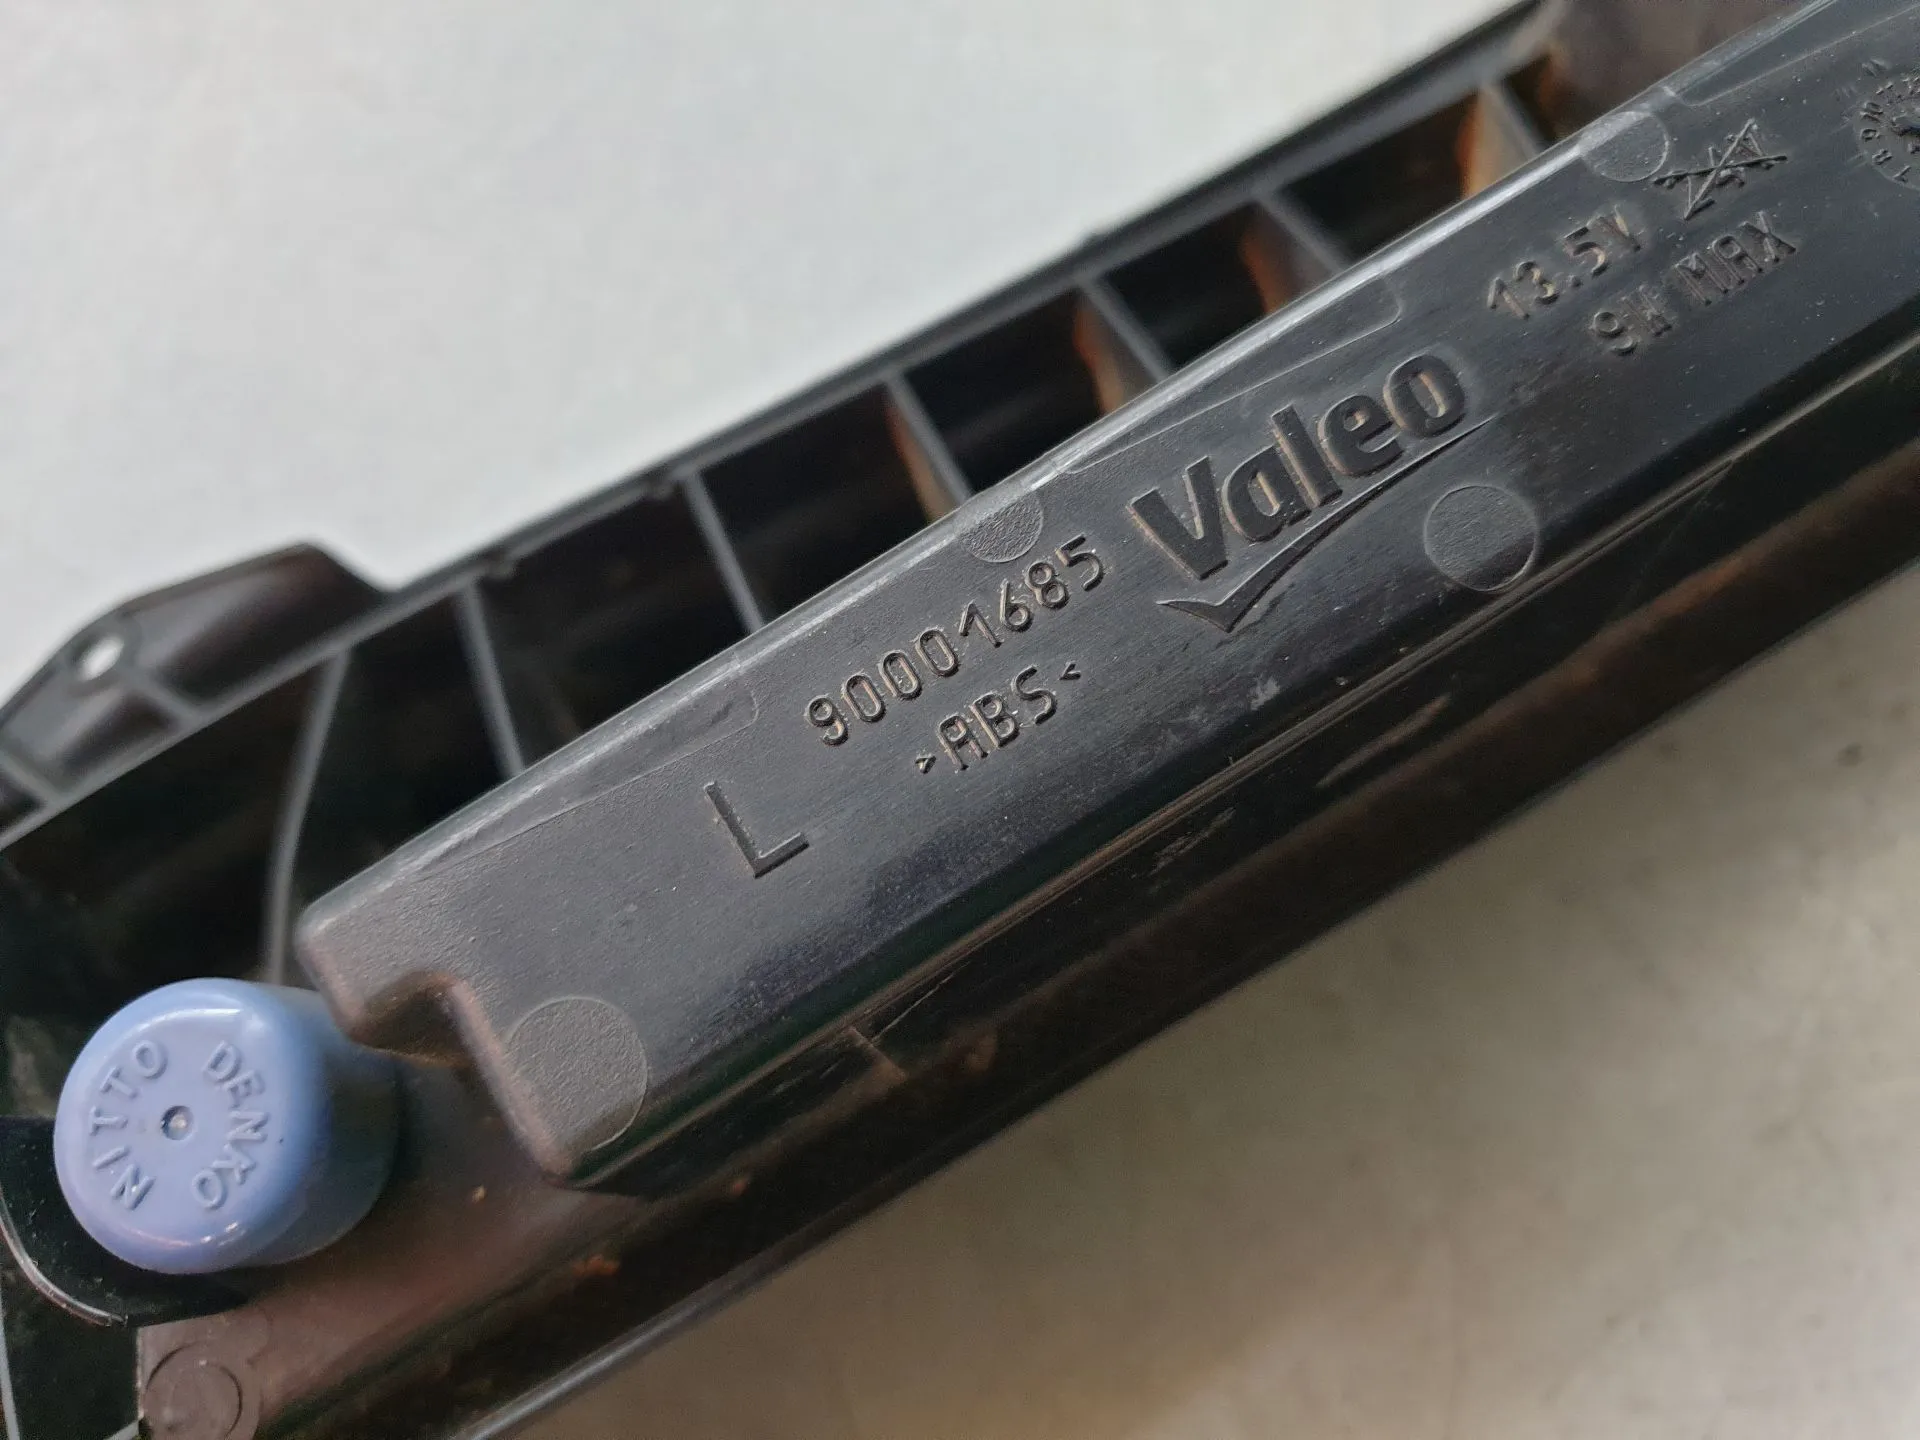 13.5V
9W MAX
Valeo
90001685
>ABS<
L
NITTO DENKO